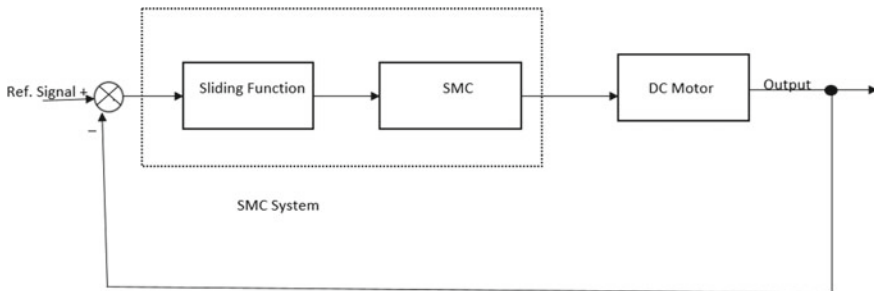 Ref. Signal +
−
Sliding Function
SMC
DC Motor
Output
SMC System